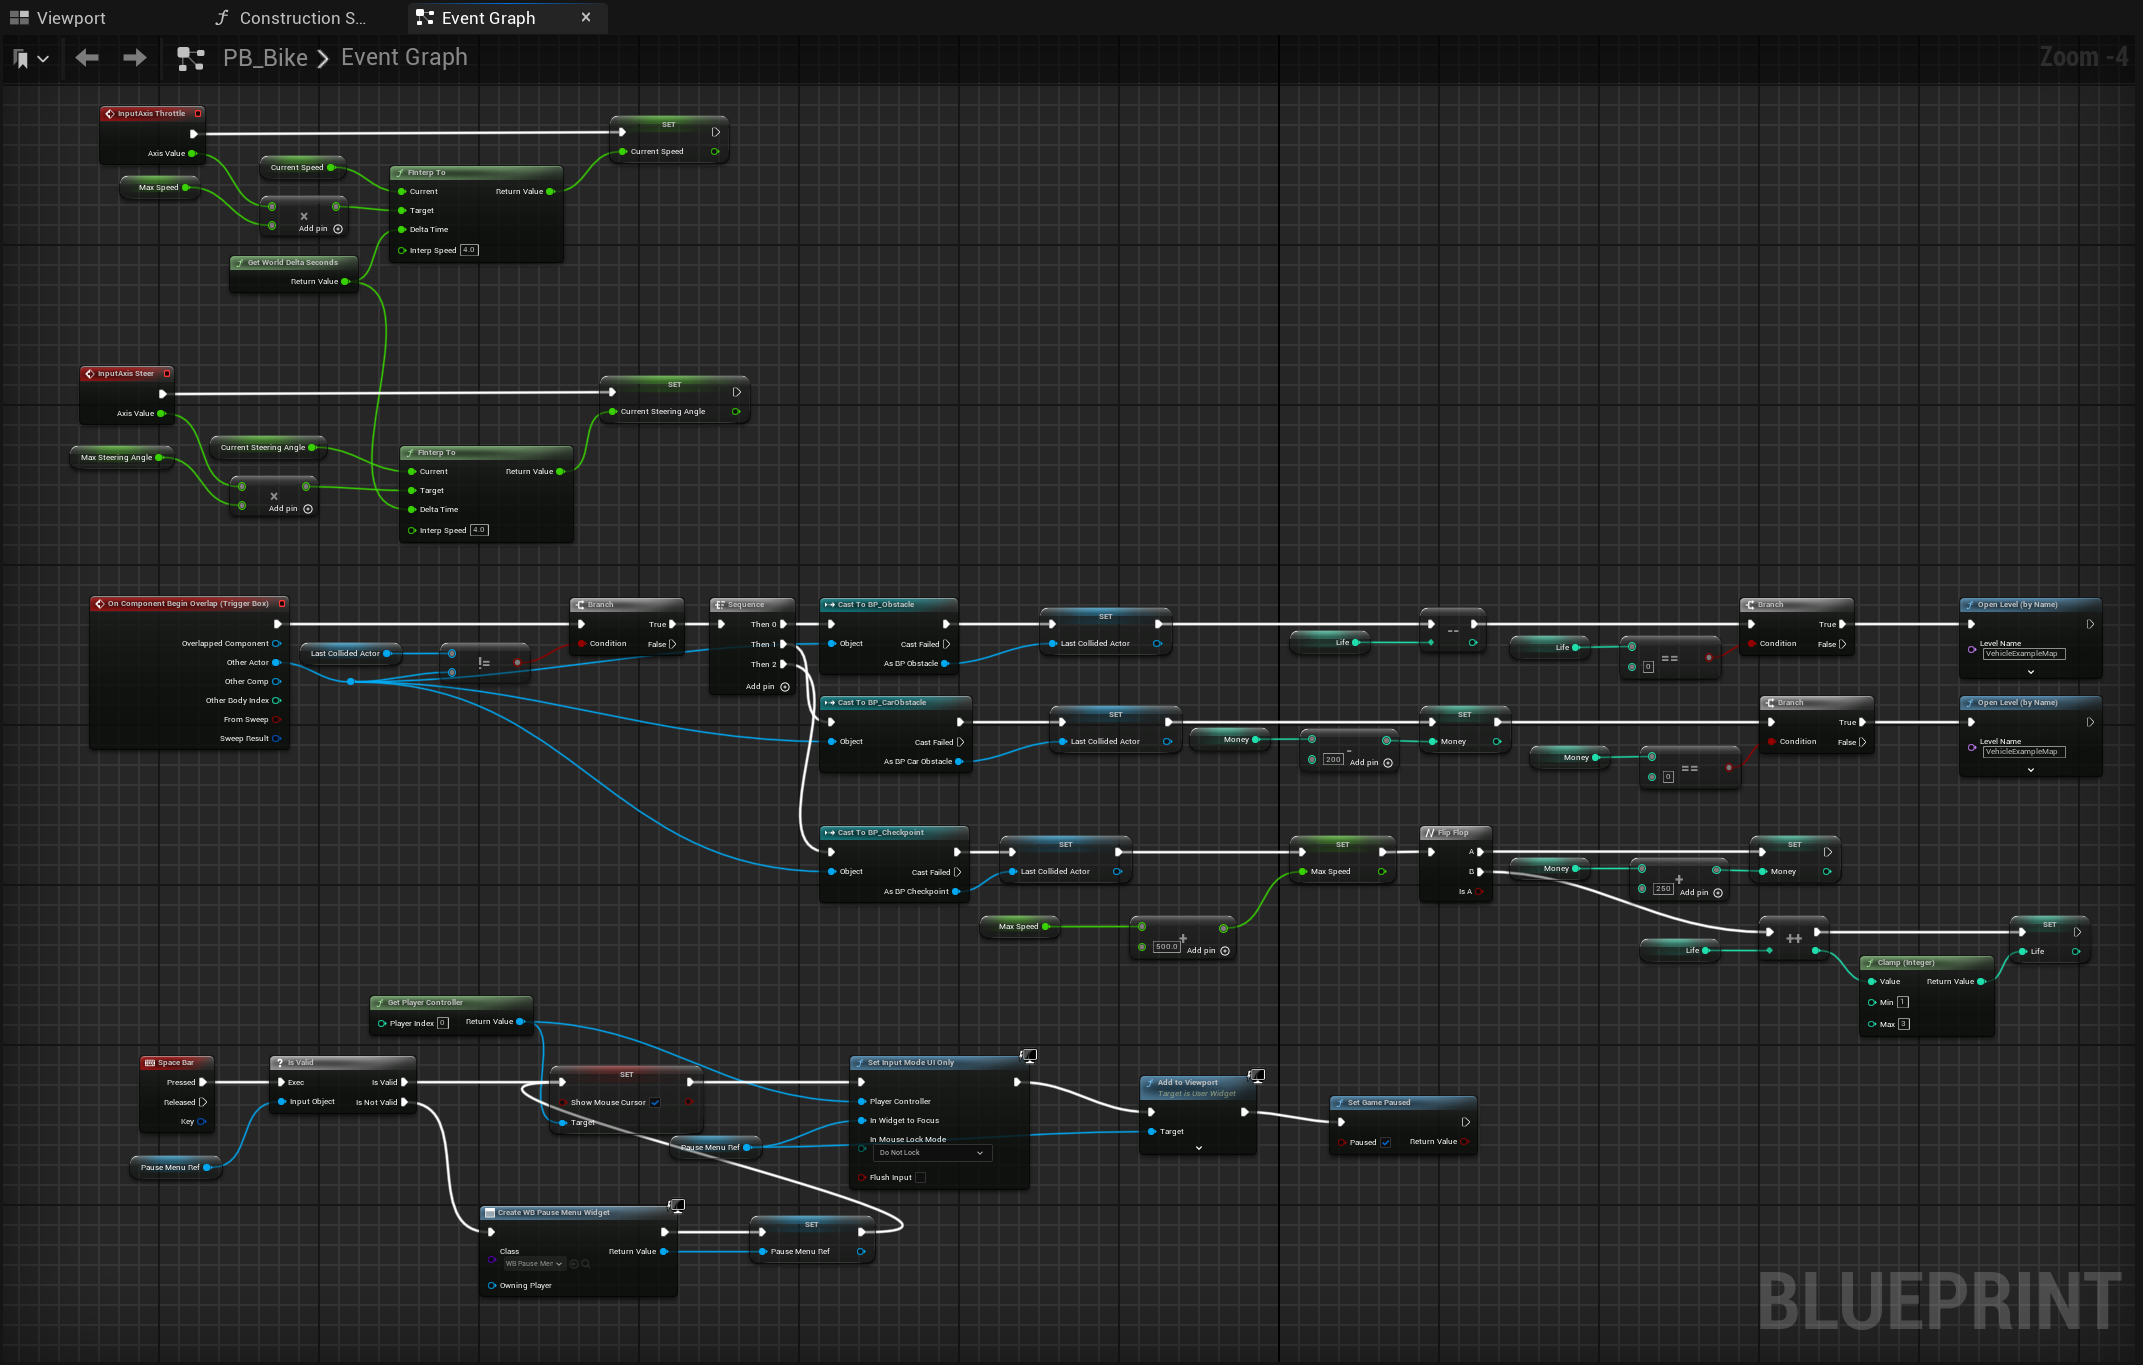 Viewport
Construction S...
Event Graph
PB_Bike
Event Graph
Zoom -4
InputAxis Throttle
Axis Value
Max Speed
Current Speed
Add pin
FInterp To
Current
Return Value
Target
Delta Time
Interp Speed 4.0
SET
Current Speed
Get World Delta Seconds
Return Value
InputAxis Steer
Axis Value
Max Steering Angle
Current Steering Angle
Add pin
FInterp To
Current
Return Value
Target
Delta Time
Interp Speed 4.0
SET
Current Steering Angle
On Component Begin Overlap (Trigger Box)
Overlapped Component
Other Actor
Other Comp
Other Body Index
From Sweep
Sweep Result
Last Collided Actor
!=
Branch
True
Condition
False
Sequence
Then 0
Then 1
Then 2
Add pin
Cast To BP_Obstacle
Object
Cast Failed
As BP Obstacle
SET
Last Collided Actor
Life
--
Life
==
0
Branch
True
Condition
False
Open Level (by Name)
Level Name
VehicleExampleMap
Cast To BP_CarObstacle
Object
Cast Failed
As BP Car Obstacle
SET
Last Collided Actor
Money
-
200
Add pin
SET
Money
Money
==
0
Branch
True
Condition
False
Open Level (by Name)
Level Name
VehicleExampleMap
Cast To BP_Checkpoint
Object
Cast Failed
As BP Checkpoint
SET
Last Collided Actor
Max Speed
+
500.0
Add pin
SET
Max Speed
Flip Flop
A
B
Is A
Money
+
250
Add pin
SET
Money
Life
++
Clamp (Integer)
Value
Return Value
Min 1
Max 3
SET
Life
Get Player Controller
Player Index 0
Return Value
Space Bar
Pressed
Released
Key
Pause Menu Ref
? Is Valid
Exec
Is Valid
Input Object
Is Not Valid
SET
Show Mouse Cursor
Target
Pause Menu Ref
Set Input Mode UI Only
Player Controller
In Widget to Focus
In Mouse Lock Mode
Do Not Lock
Flush Input
Add to Viewport
Target is User Widget
Target
Set Game Paused
Paused
Return Value
Create WB Pause Menu Widget
Class
Return Value
WB Pause Mer
Owning Player
SET
Pause Menu Ref
BLUEPRINT